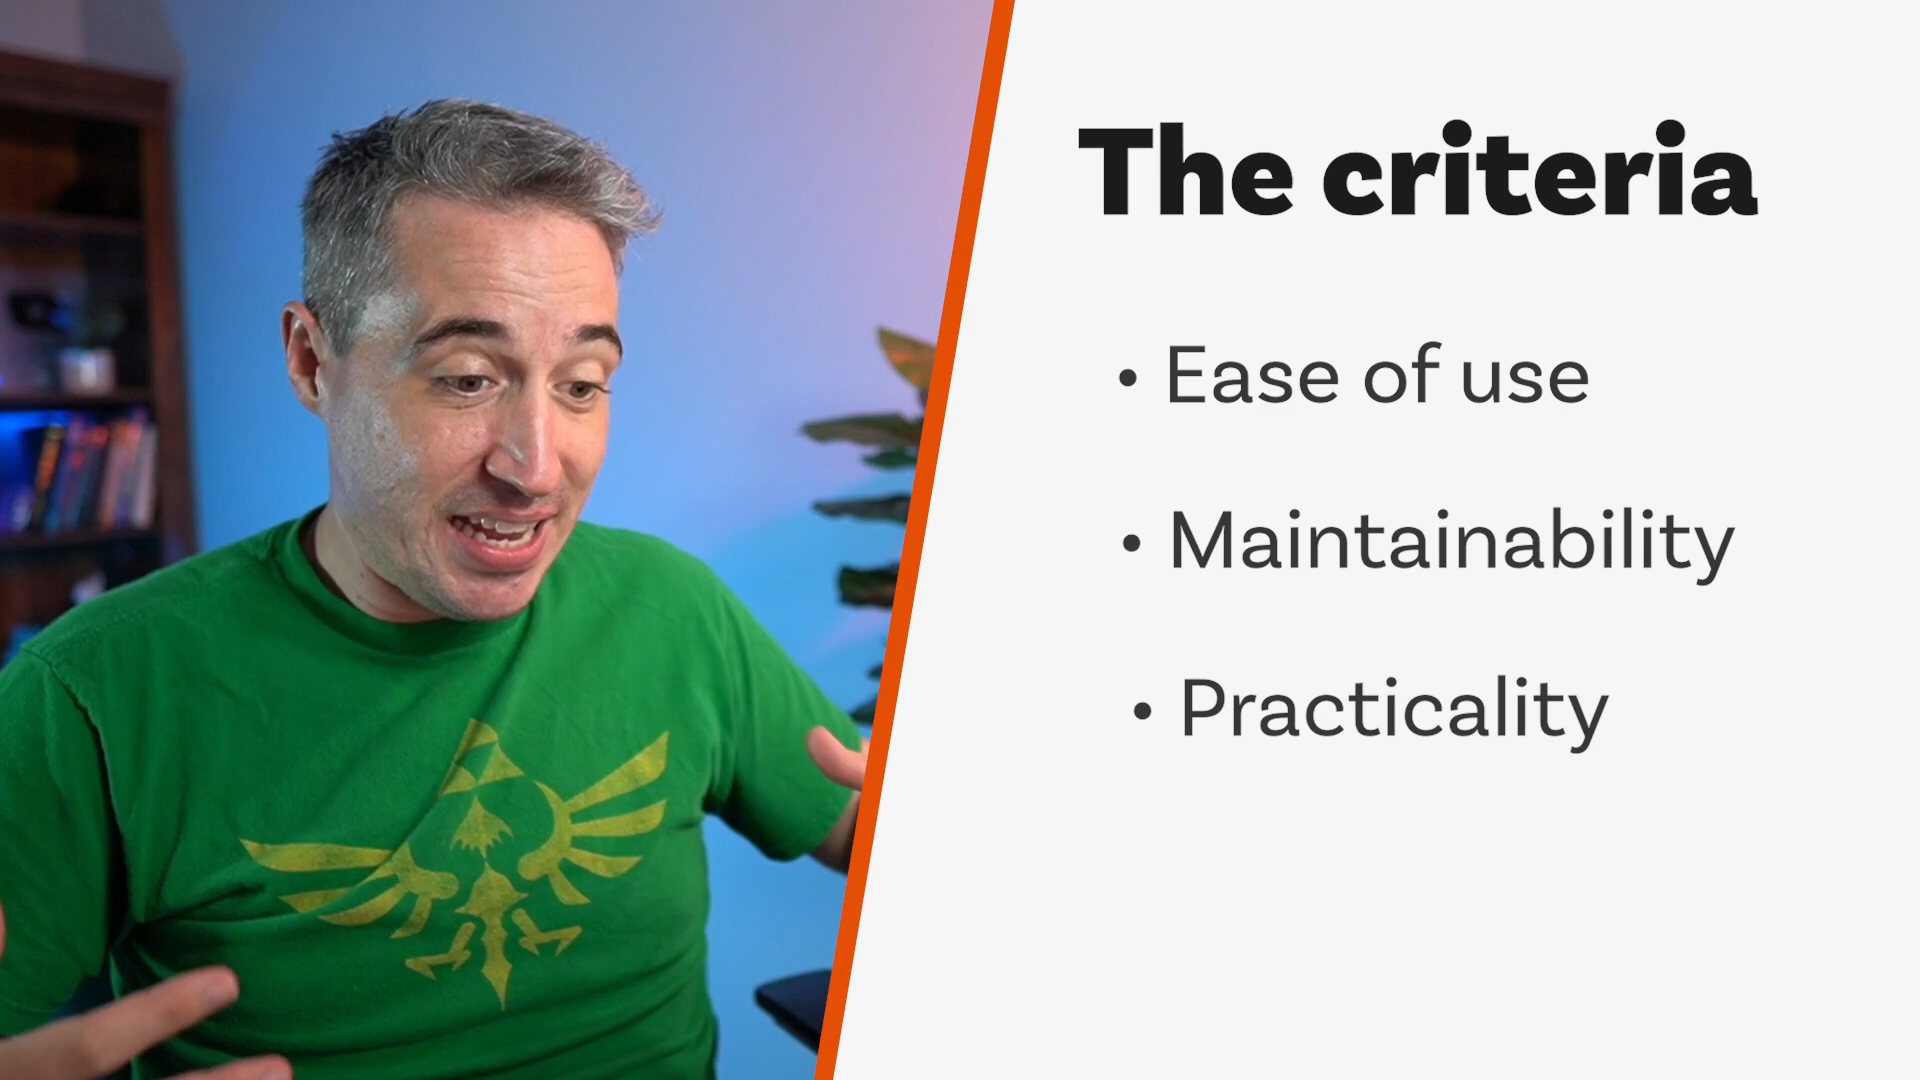 The criteria
• Ease of use
• Maintainability
• Practicality